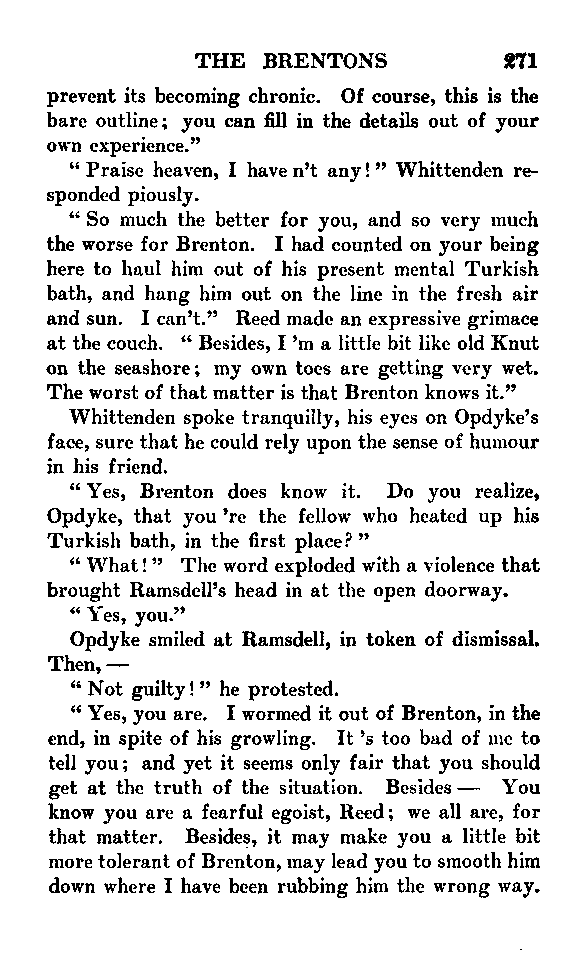 THE BRENTONS 271
prevent its becoming chronic. Of course, this is the
bare outline; you can fill in the details out of your
own experience.”
“ Praise heaven, I have n't any! ” Whittenden re-
sponded piously.
“ So much the better for you, and so very much
the worse for Brenton. I had counted on your being
here to haul him out of his present mental Turkish
bath, and hang him out on the line in the fresh air
and sun. I can't.” Reed made an expressive grimace
at the couch. “ Besides, I 'm a little bit like old Knut
on the seashore; my own toes are getting very wet.
The worst of that matter is that Brenton knows it.”
Whittenden spoke tranquilly, his eyes on Opdyke's
face, sure that he could rely upon the sense of humour
in his friend.
“ Yes, Brenton does know it. Do you realize,
Opdyke, that you 're the fellow who heated up his
Turkish bath, in the first place? ”
“ What! ” The word exploded with a violence that
brought Ramsdell's head in at the open doorway.
“ Yes, you.”
Opdyke smiled at Ramsdell, in token of dismissal.
Then, —
“ Not guilty! ” he protested.
“ Yes, you are. I wormed it out of Brenton, in the
end, in spite of his growling. It 's too bad of me to
tell you; and yet it seems only fair that you should
get at the truth of the situation. Besides — You
know you are a fearful egoist, Reed; we all are, for
that matter. Besides, it may make you a little bit
more tolerant of Brenton, may lead you to smooth him
down where I have been rubbing him the wrong way.